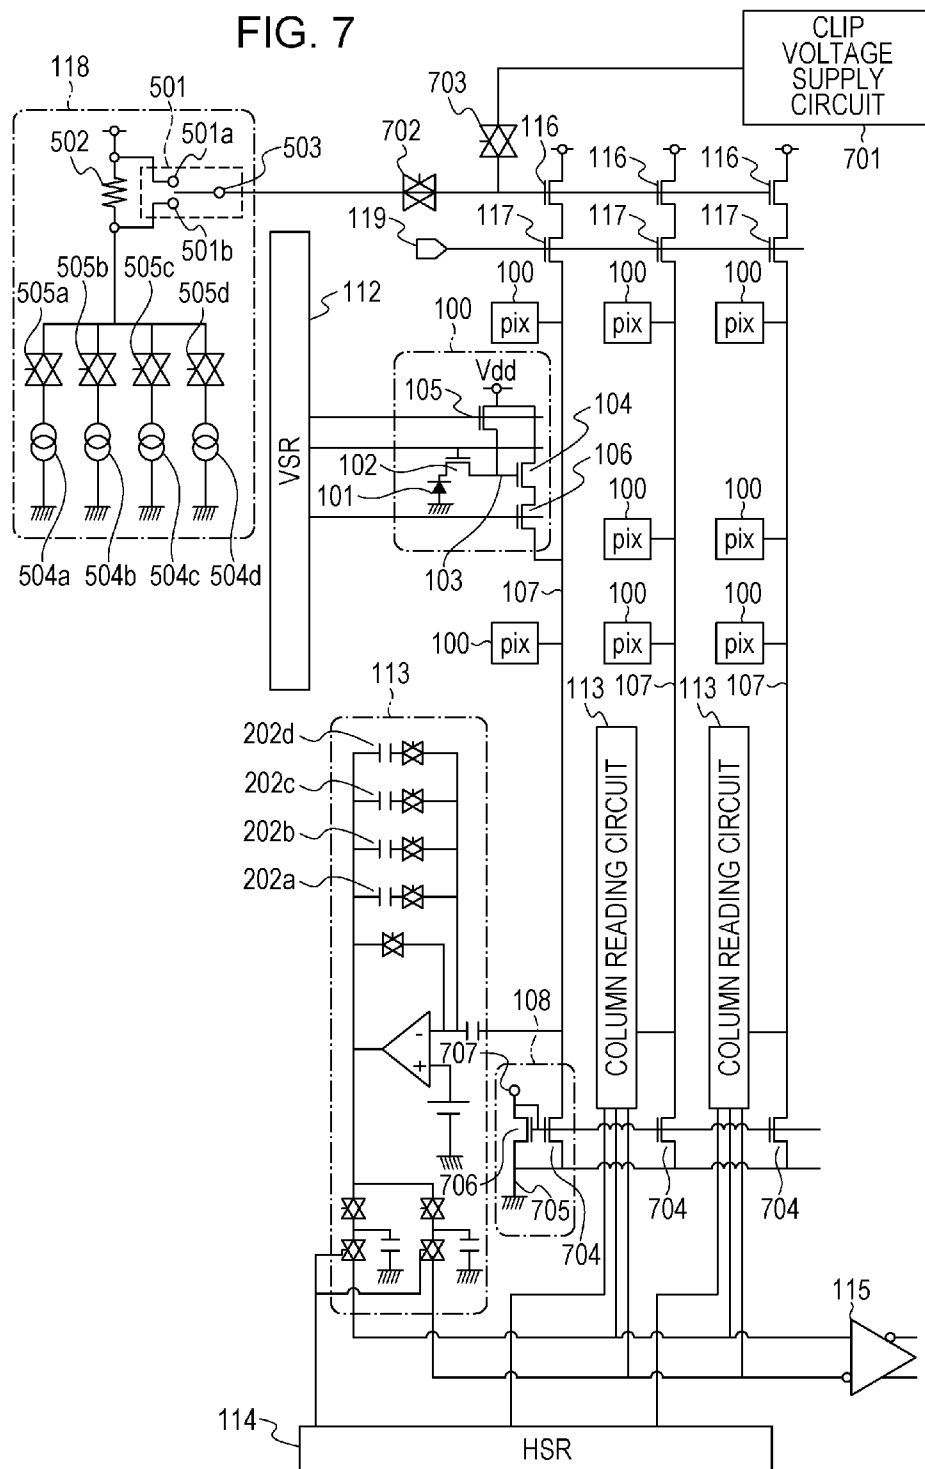 FIG. 7
CLIP
VOLTAGE
SUPPLY
CIRCUIT
701
118
501
502
501a
503
501b
702
703
116
116
116
119
117
117
117
505a
505b
505c
505d
112
100
pix
100
pix
100
pix
100
Vdd
105
104
102
106
101
103
VSR
504a
504b
504c
504d
100
pix
100
pix
107
100
pix
100
pix
100
pix
107
107
113
113
113
202d
202c
202b
202a
COLUMN READING CIRCUIT
COLUMN READING CIRCUIT
108
-
+
707
706
705
704
704
704
115
114
HSR